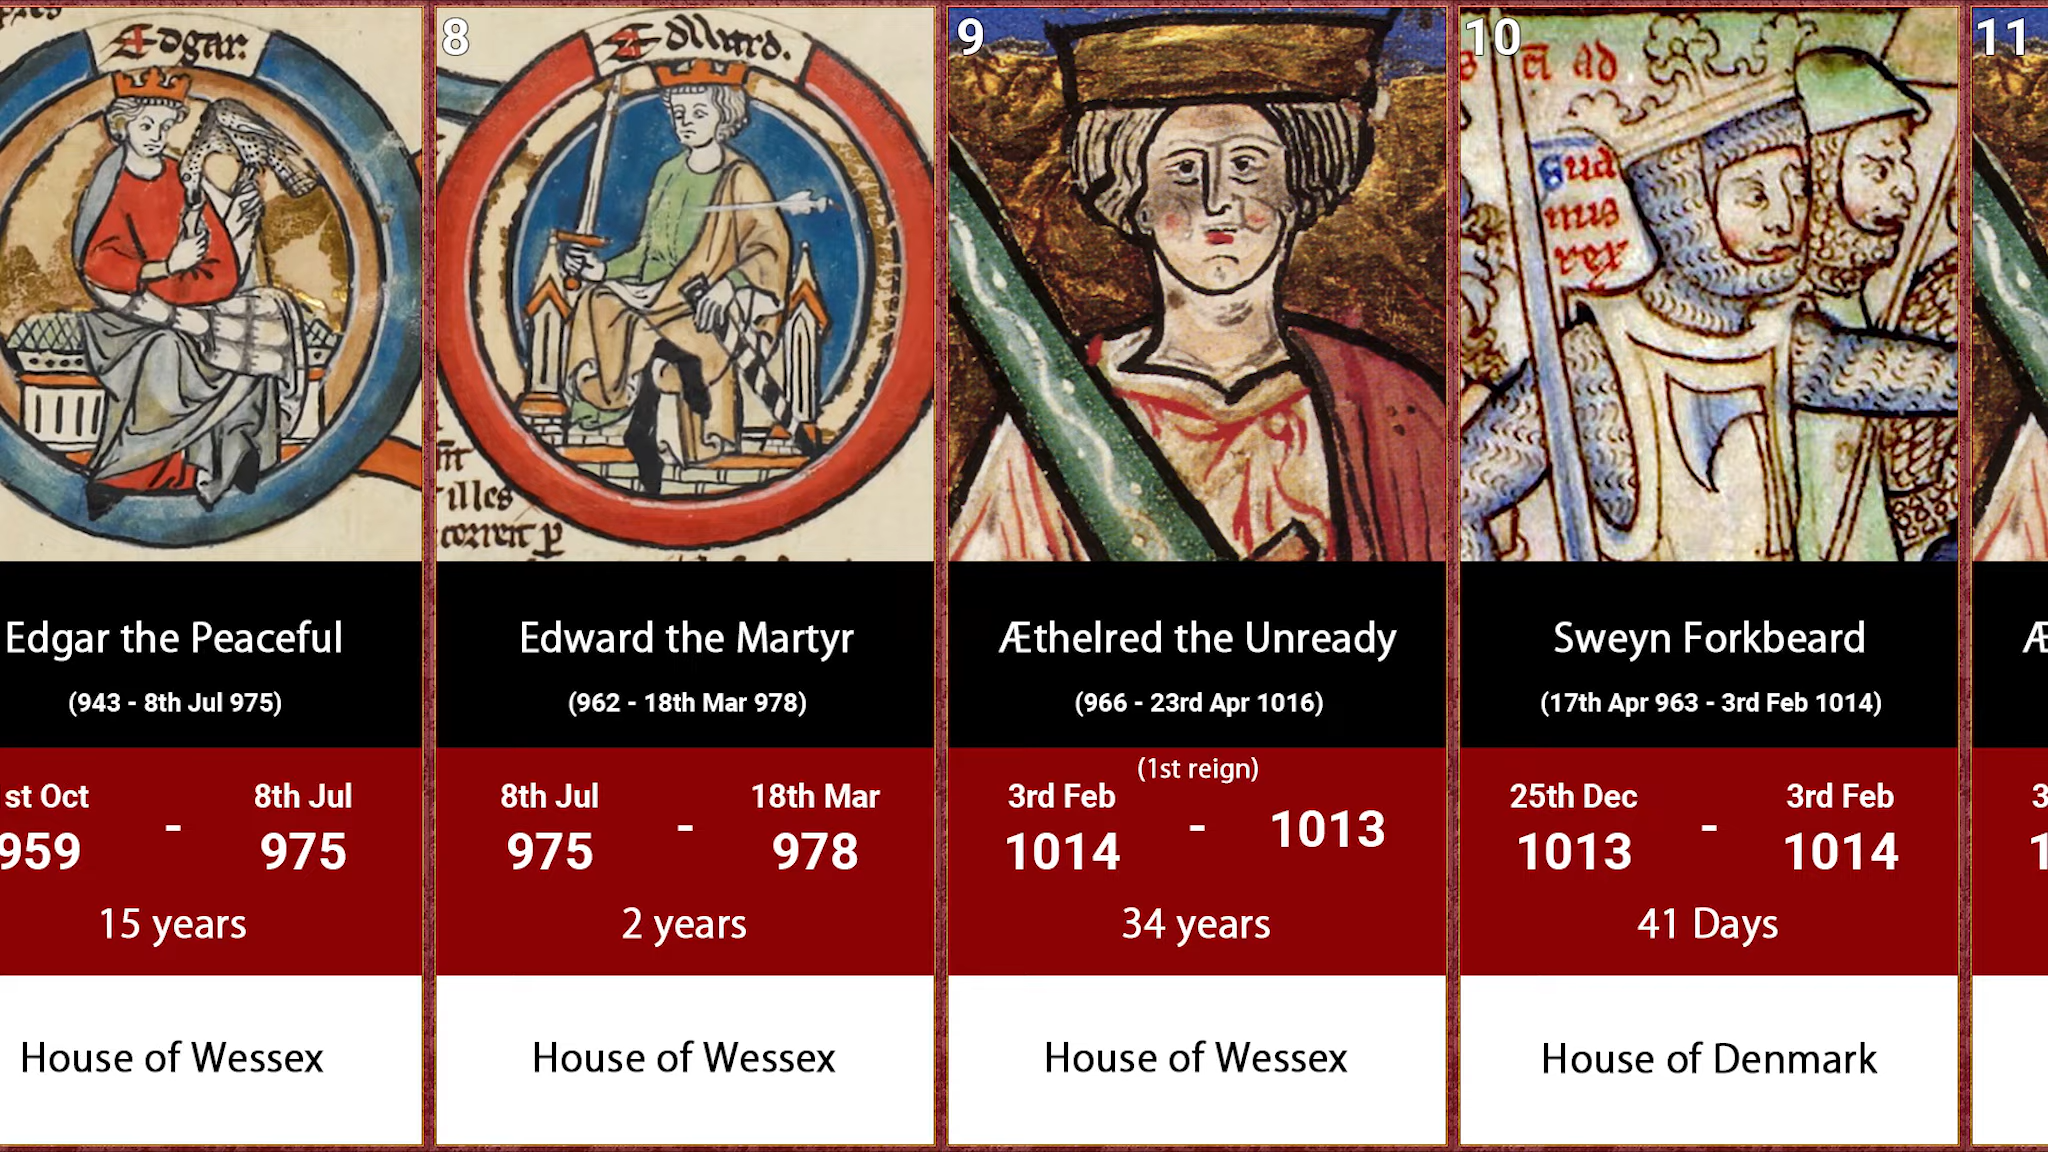 Edgar.
Edgar the Peaceful
(943 - 8th Jul 975)
st Oct
959
-
8th Jul
975
15 years
House of Wessex
8
Edward.
illes
Edward the Martyr
(962 - 18th Mar 978)
8th Jul
975
-
18th Mar
978
2 years
House of Wessex
9
Æthelred the Unready
(966 - 23rd Apr 1016)
(1st reign)
3rd Feb
1014
-
1013
34 years
House of Wessex
10
ad
Sweyn Forkbeard
(17th Apr 963 - 3rd Feb 1014)
25th Dec
1013
-
3rd Feb
1014
41 Days
House of Denmark
11
Æ
3
1